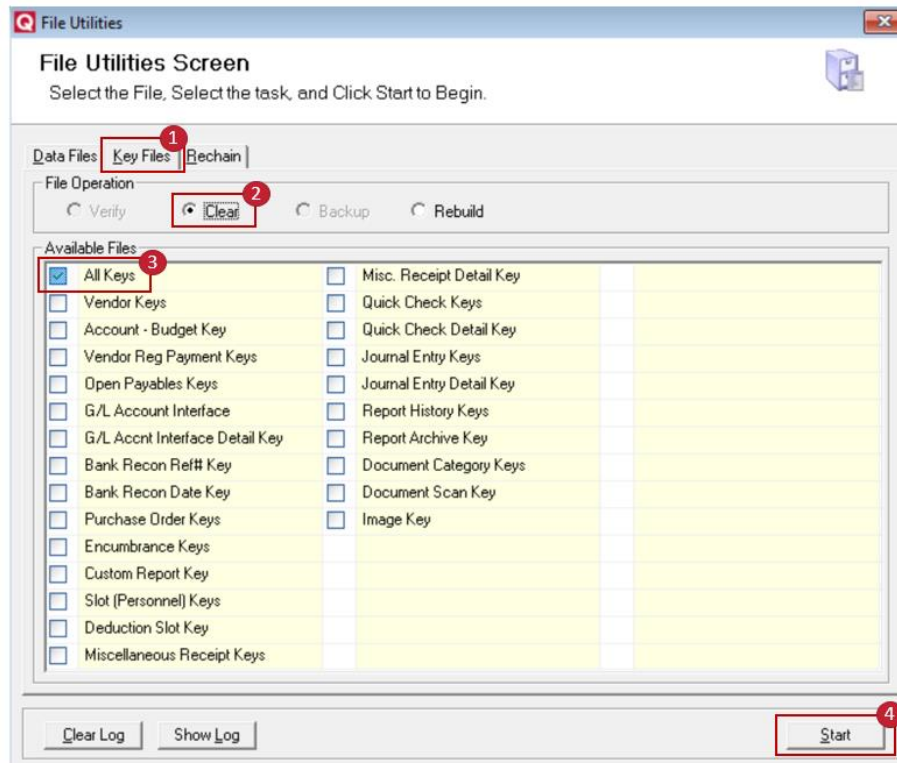 File Utilities
File Utilities Screen
Select the File, Select the task, and Click Start to Begin.
1
Data Files Key Files Rechain
File Operation
2
Verify Clear Backup Rebuild
Available Files
3
All Keys Misc. Receipt Detail Key
Vendor Keys Quick Check Keys
Account - Budget Key Quick Check Detail Key
Vendor Reg Payment Keys Journal Entry Keys
Open Payables Keys Journal Entry Detail Key
G/L Account Interface Report History Keys
G/L Accnt Interface Detail Key Report Archive Key
Bank Recon Ref# Key Document Category Keys
Bank Recon Date Key Document Scan Key
Purchase Order Keys Image Key
Encumbrance Keys
Custom Report Key
Slot (Personnel) Keys
Deduction Slot Key
Miscellaneous Receipt Keys
4
Clear Log Show Log Start